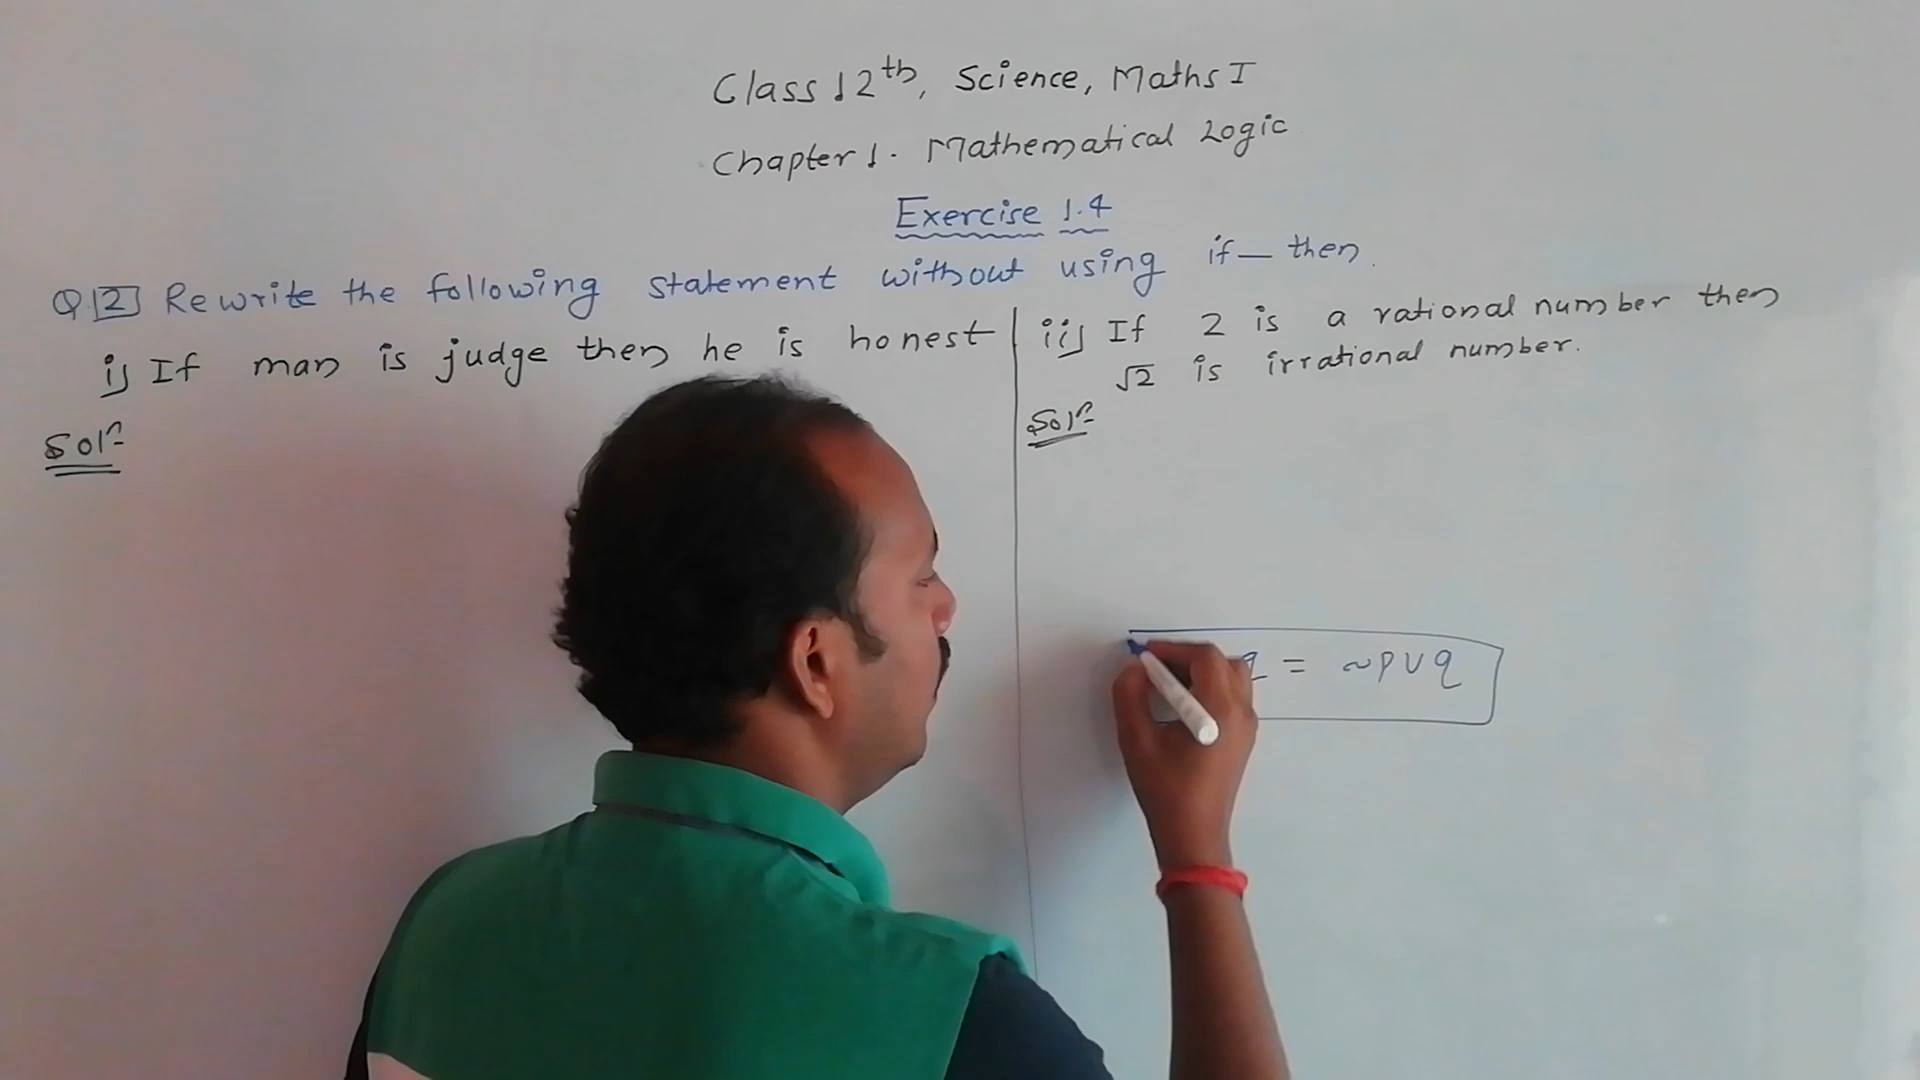 Class 12th, Science, Maths I
Chapter 1. Mathematical Logic
Exercise 1.4
Q.2] Rewrite the following statement without using if — then.
i] If man is judge then he is honest
Solⁿ
ii] If 2 is a rational number then
√2 is irrational number.
Solⁿ
q = ~p∨q